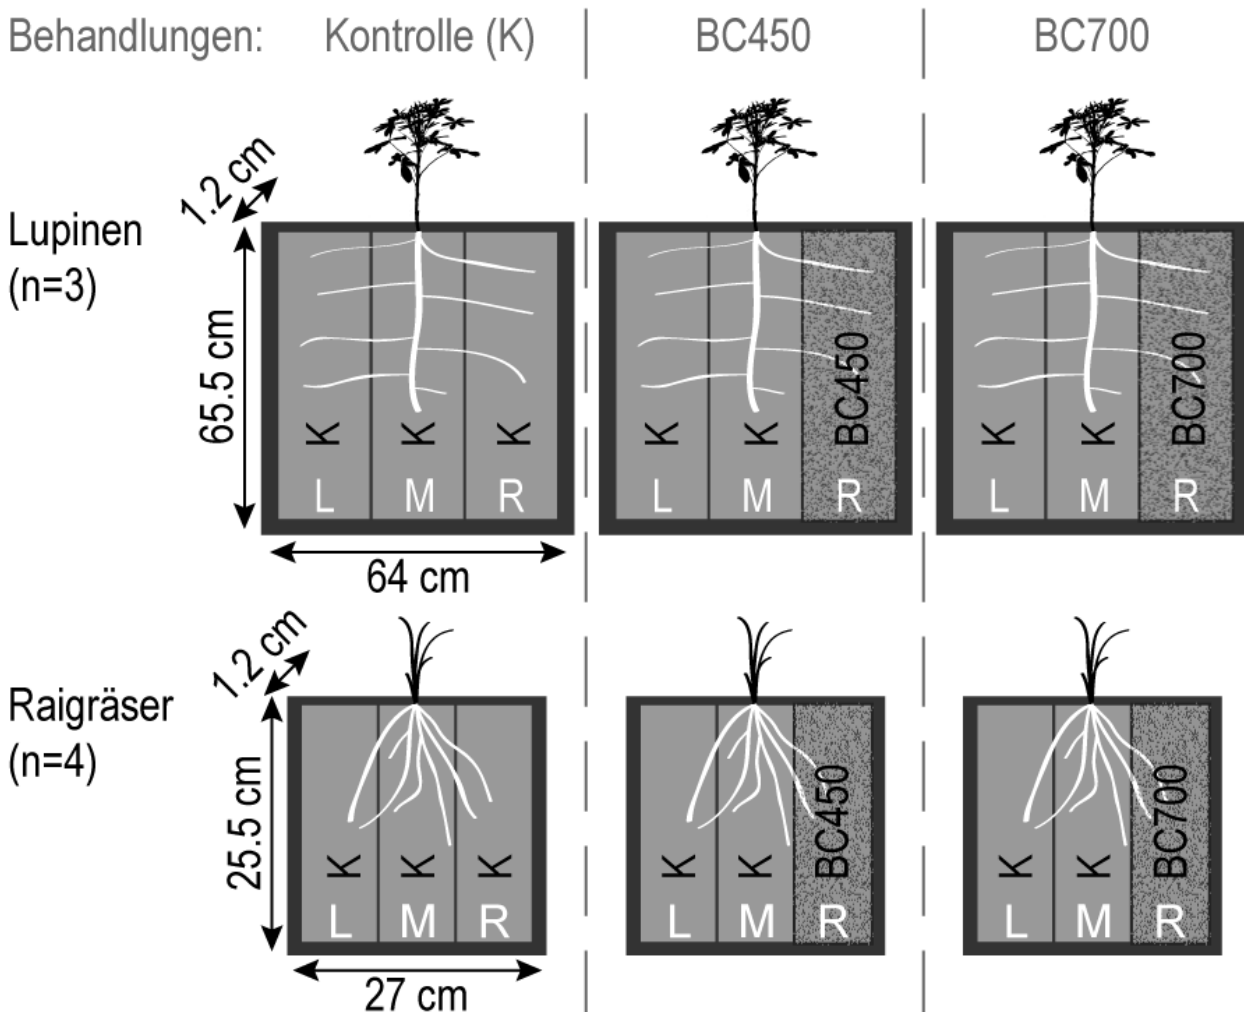 Behandlungen: Kontrolle (K) BC450 BC700
1.2 cm
Lupinen
(n=3)
65.5 cm
K K K K K BC450 K K BC700
L M R L M R L M R
64 cm
1.2 cm
Raigräser
(n=4)
25.5 cm
K K K K K BC450 K K BC700
L M R L M R L M R
27 cm